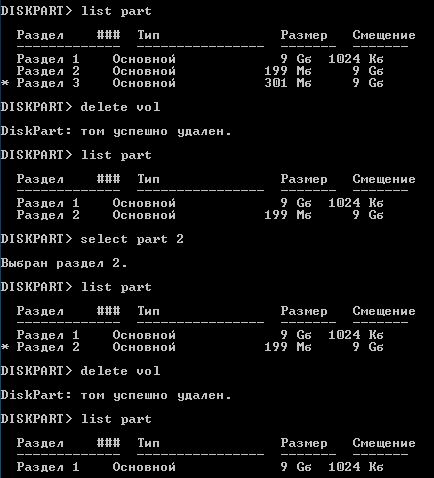 DISKPART> list part
Раздел ### Тип Размер Смещение
------------- ---------------- ------- --------
Раздел 1 Основной 9 Gб 1024 Кб
Раздел 2 Основной 199 Мб 9 Gб
* Раздел 3 Основной 301 Мб 9 Gб
DISKPART> delete vol
DiskPart: том успешно удален.
DISKPART> list part
Раздел ### Тип Размер Смещение
------------- ---------------- ------- --------
Раздел 1 Основной 9 Gб 1024 Кб
Раздел 2 Основной 199 Мб 9 Gб
DISKPART> select part 2
Выбран раздел 2.
DISKPART> list part
Раздел ### Тип Размер Смещение
------------- ---------------- ------- --------
Раздел 1 Основной 9 Gб 1024 Кб
* Раздел 2 Основной 199 Мб 9 Gб
DISKPART> delete vol
DiskPart: том успешно удален.
DISKPART> list part
Раздел ### Тип Размер Смещение
------------- ---------------- ------- --------
Раздел 1 Основной 9 Gб 1024 Кб